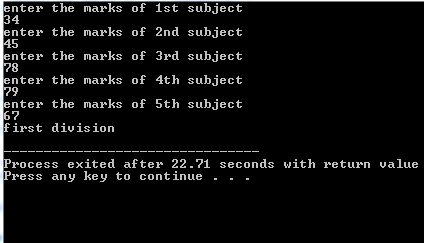 enter the marks of 1st subject
34
enter the marks of 2nd subject
45
enter the marks of 3rd subject
78
enter the marks of 4th subject
79
enter the marks of 5th subject
67
first division
--------------------------------
Process exited after 22.71 seconds with return value
Press any key to continue . . .